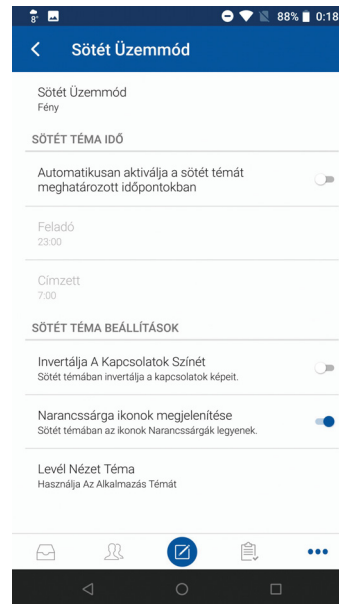 8°
88% 0:18
Sötét Üzemmód
Sötét Üzemmód
Fény
SÖTÉT TÉMA IDŐ
Automatikusan aktiválja a sötét témát
meghatározott időpontokban
Feladó
23:00
Címzett
7:00
SÖTÉT TÉMA BEÁLLÍTÁSOK
Invertálja A Kapcsolatok Színét
Sötét témában invertálja a kapcsolatok képeit.
Narancssárga ikonok megjelenítése
Sötét témában az ikonok Narancssárgák legyenek.
Levél Nézet Téma
Használja Az Alkalmazás Témát